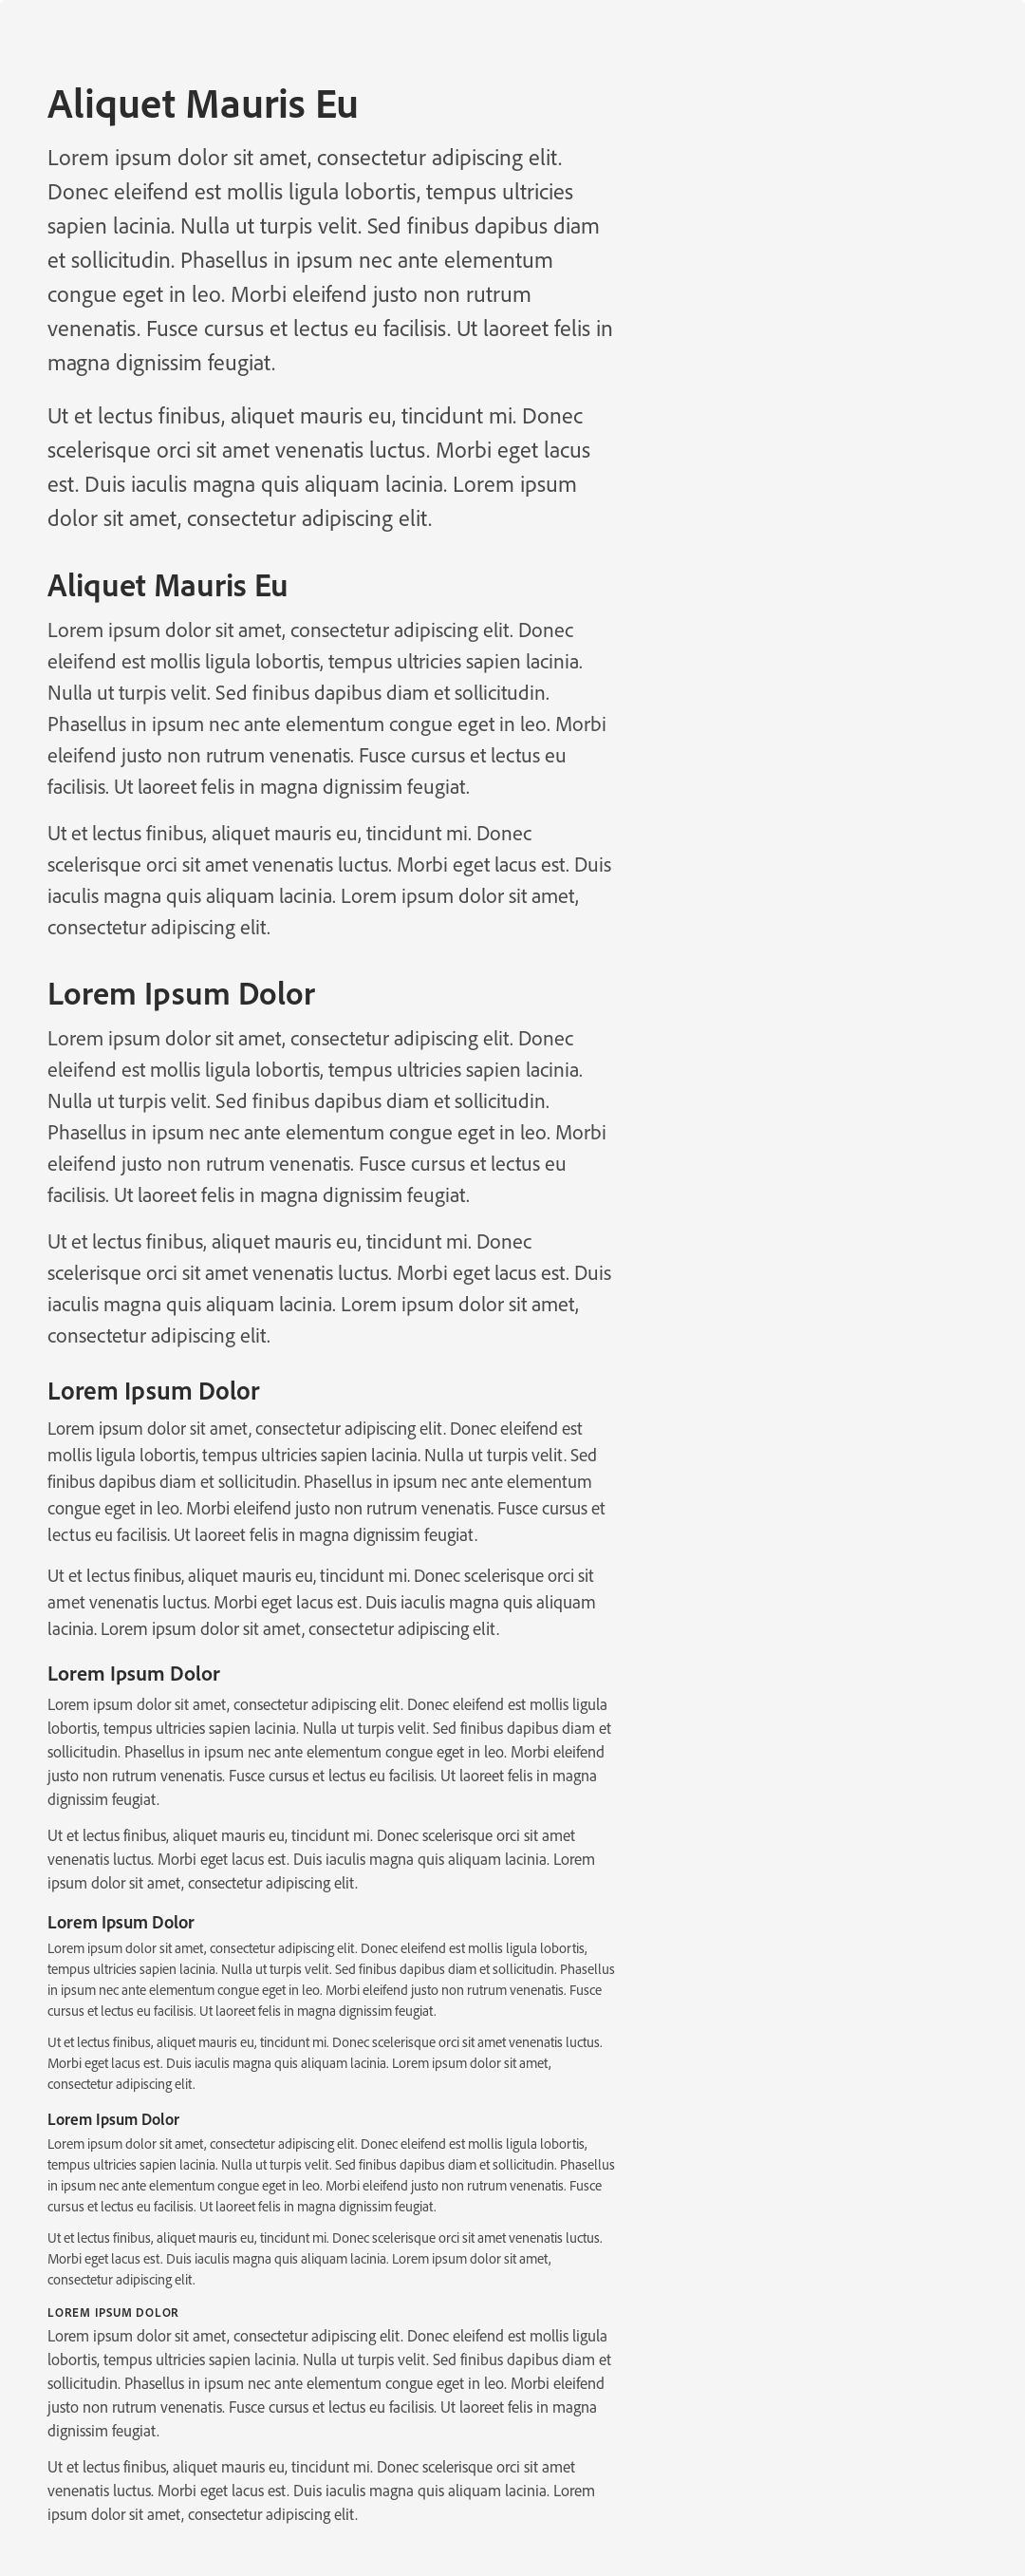 Aliquet Mauris Eu
Lorem ipsum dolor sit amet, consectetur adipiscing elit.
Donec eleifend est mollis ligula lobortis, tempus ultricies
sapien lacinia. Nulla ut turpis velit. Sed finibus dapibus diam
et sollicitudin. Phasellus in ipsum nec ante elementum
congue eget in leo. Morbi eleifend justo non rutrum
venenatis. Fusce cursus et lectus eu facilisis. Ut laoreet felis in
magna dignissim feugiat.
Ut et lectus finibus, aliquet mauris eu, tincidunt mi. Donec
scelerisque orci sit amet venenatis luctus. Morbi eget lacus
est. Duis iaculis magna quis aliquam lacinia. Lorem ipsum
dolor sit amet, consectetur adipiscing elit.
Aliquet Mauris Eu
Lorem ipsum dolor sit amet, consectetur adipiscing elit. Donec
eleifend est mollis ligula lobortis, tempus ultricies sapien lacinia.
Nulla ut turpis velit. Sed finibus dapibus diam et sollicitudin.
Phasellus in ipsum nec ante elementum congue eget in leo. Morbi
eleifend justo non rutrum venenatis. Fusce cursus et lectus eu
facilisis. Ut laoreet felis in magna dignissim feugiat.
Ut et lectus finibus, aliquet mauris eu, tincidunt mi. Donec
scelerisque orci sit amet venenatis luctus. Morbi eget lacus est. Duis
iaculis magna quis aliquam lacinia. Lorem ipsum dolor sit amet,
consectetur adipiscing elit.
Lorem Ipsum Dolor
Lorem ipsum dolor sit amet, consectetur adipiscing elit. Donec
eleifend est mollis ligula lobortis, tempus ultricies sapien lacinia.
Nulla ut turpis velit. Sed finibus dapibus diam et sollicitudin.
Phasellus in ipsum nec ante elementum congue eget in leo. Morbi
eleifend justo non rutrum venenatis. Fusce cursus et lectus eu
facilisis. Ut laoreet felis in magna dignissim feugiat.
Ut et lectus finibus, aliquet mauris eu, tincidunt mi. Donec
scelerisque orci sit amet venenatis luctus. Morbi eget lacus est. Duis
iaculis magna quis aliquam lacinia. Lorem ipsum dolor sit amet,
consectetur adipiscing elit.
Lorem Ipsum Dolor
Lorem ipsum dolor sit amet, consectetur adipiscing elit. Donec eleifend est
mollis ligula lobortis, tempus ultricies sapien lacinia. Nulla ut turpis velit. Sed
finibus dapibus diam et sollicitudin. Phasellus in ipsum nec ante elementum
congue eget in leo. Morbi eleifend justo non rutrum venenatis. Fusce cursus et
lectus eu facilisis. Ut laoreet felis in magna dignissim feugiat.
Ut et lectus finibus, aliquet mauris eu, tincidunt mi. Donec scelerisque orci sit
amet venenatis luctus. Morbi eget lacus est. Duis iaculis magna quis aliquam
lacinia. Lorem ipsum dolor sit amet, consectetur adipiscing elit.
Lorem Ipsum Dolor
Lorem ipsum dolor sit amet, consectetur adipiscing elit. Donec eleifend est mollis ligula
lobortis, tempus ultricies sapien lacinia. Nulla ut turpis velit. Sed finibus dapibus diam et
sollicitudin. Phasellus in ipsum nec ante elementum congue eget in leo. Morbi eleifend
justo non rutrum venenatis. Fusce cursus et lectus eu facilisis. Ut laoreet felis in magna
dignissim feugiat.
Ut et lectus finibus, aliquet mauris eu, tincidunt mi. Donec scelerisque orci sit amet
venenatis luctus. Morbi eget lacus est. Duis iaculis magna quis aliquam lacinia. Lorem
ipsum dolor sit amet, consectetur adipiscing elit.
Lorem Ipsum Dolor
Lorem ipsum dolor sit amet, consectetur adipiscing elit. Donec eleifend est mollis ligula lobortis,
tempus ultricies sapien lacinia. Nulla ut turpis velit. Sed finibus dapibus diam et sollicitudin. Phasellus
in ipsum nec ante elementum congue eget in leo. Morbi eleifend justo non rutrum venenatis. Fusce
cursus et lectus eu facilisis. Ut laoreet felis in magna dignissim feugiat.
Ut et lectus finibus, aliquet mauris eu, tincidunt mi. Donec scelerisque orci sit amet venenatis luctus.
Morbi eget lacus est. Duis iaculis magna quis aliquam lacinia. Lorem ipsum dolor sit amet,
consectetur adipiscing elit.
Lorem Ipsum Dolor
Lorem ipsum dolor sit amet, consectetur adipiscing elit. Donec eleifend est mollis ligula lobortis,
tempus ultricies sapien lacinia. Nulla ut turpis velit. Sed finibus dapibus diam et sollicitudin. Phasellus
in ipsum nec ante elementum congue eget in leo. Morbi eleifend justo non rutrum venenatis. Fusce
cursus et lectus eu facilisis. Ut laoreet felis in magna dignissim feugiat.
Ut et lectus finibus, aliquet mauris eu, tincidunt mi. Donec scelerisque orci sit amet venenatis luctus.
Morbi eget lacus est. Duis iaculis magna quis aliquam lacinia. Lorem ipsum dolor sit amet,
consectetur adipiscing elit.
LOREM IPSUM DOLOR
Lorem ipsum dolor sit amet, consectetur adipiscing elit. Donec eleifend est mollis ligula
lobortis, tempus ultricies sapien lacinia. Nulla ut turpis velit. Sed finibus dapibus diam et
sollicitudin. Phasellus in ipsum nec ante elementum congue eget in leo. Morbi eleifend
justo non rutrum venenatis. Fusce cursus et lectus eu facilisis. Ut laoreet felis in magna
dignissim feugiat.
Ut et lectus finibus, aliquet mauris eu, tincidunt mi. Donec scelerisque orci sit amet
venenatis luctus. Morbi eget lacus est. Duis iaculis magna quis aliquam lacinia. Lorem
ipsum dolor sit amet, consectetur adipiscing elit.